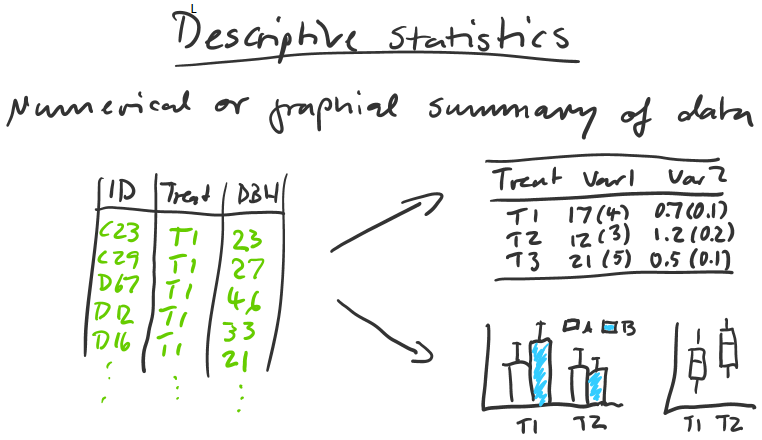 L
Descriptive statistics
Numerical or graphial summary of data
ID Treat DBH
C23 T1 23
C29 T1 27
D67 T1 46
D12 T1 33
D16 T1 21
Treat Var1 Var2
T1 17(4) 0.7(0.1)
T2 12(3) 1.2(0.2)
T3 21(5) 0.5(0.1)
A B
T1 T2
T1 T2